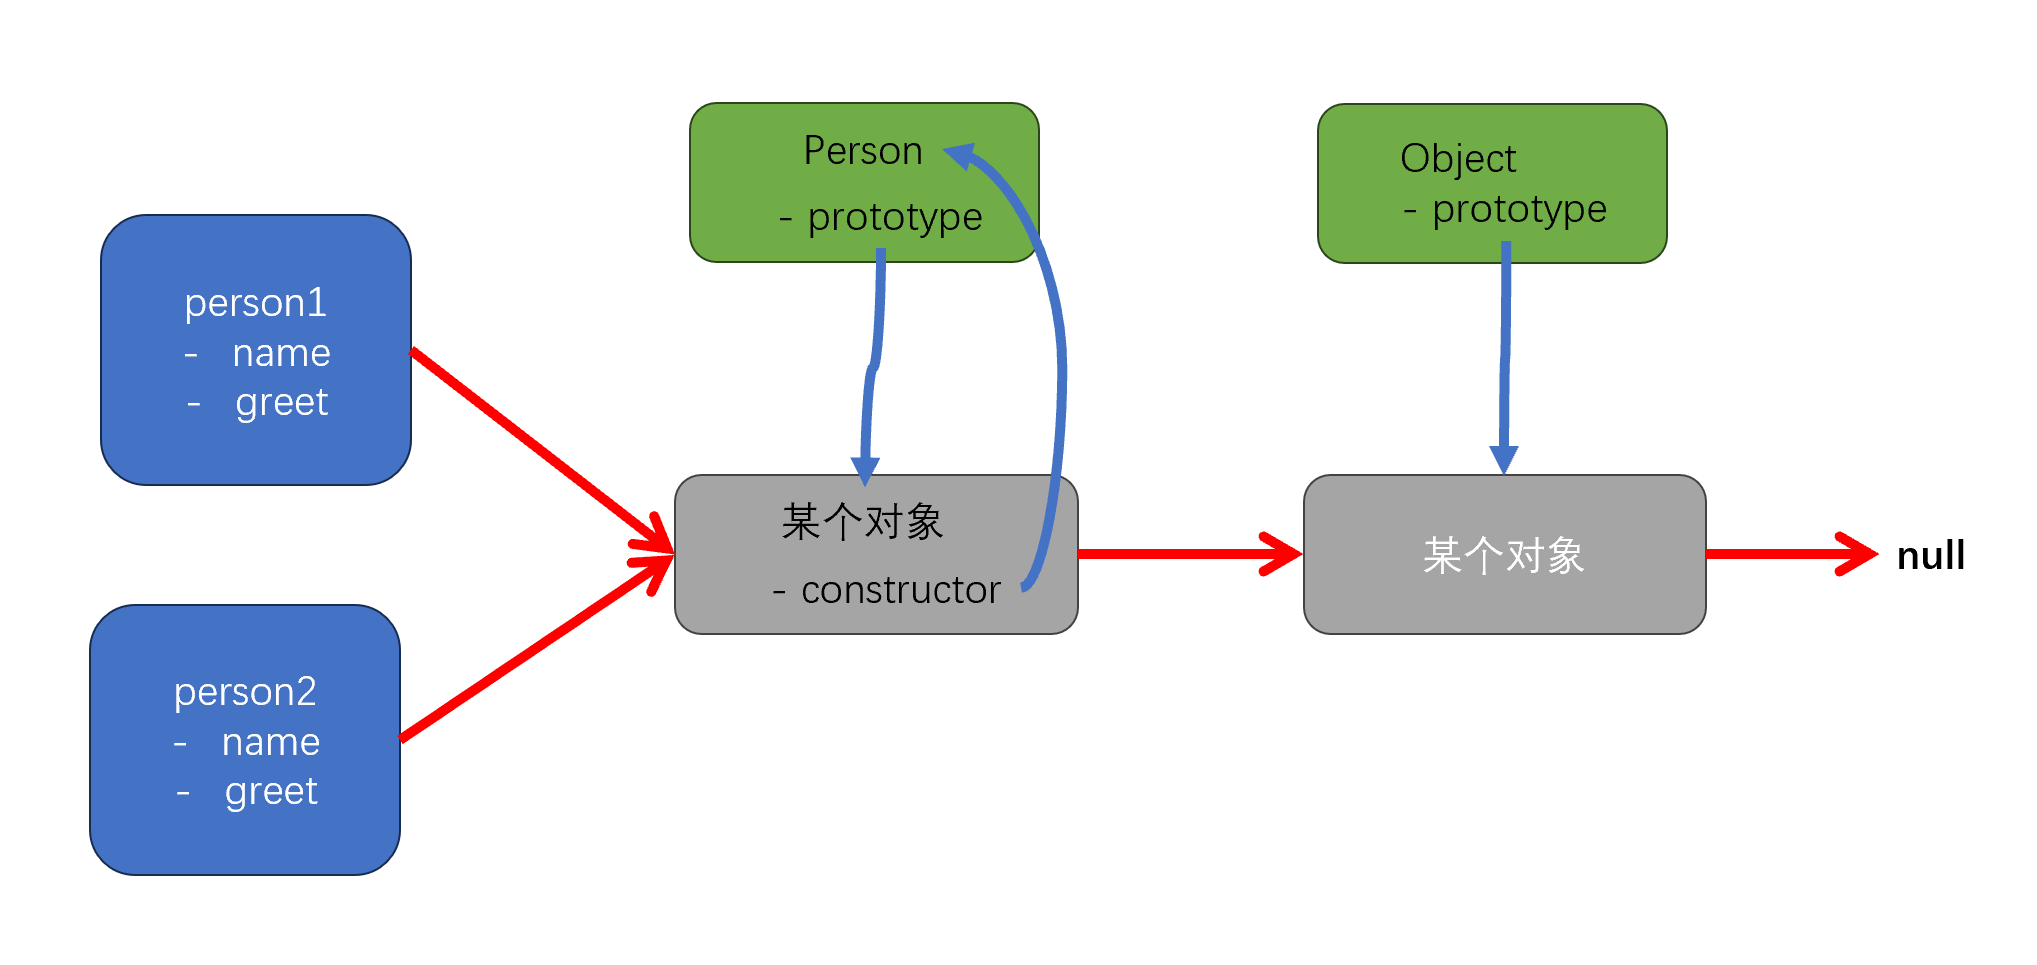 person1
- name
- greet
person2
- name
- greet
Person
- prototype
某个对象
- constructor
Object
- prototype
某个对象
null